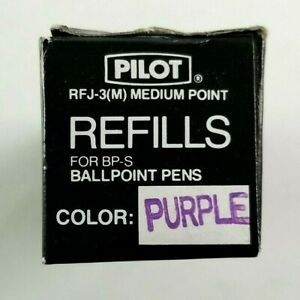 PILOT®
RFJ-3(M) MEDIUM POINT
REFILLS
FOR BP-S
BALLPOINT PENS
COLOR: PURPLE